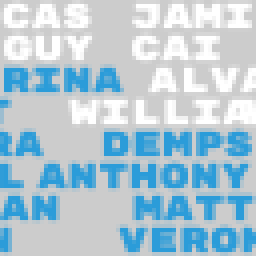 CAS JAMI
GUY CAI
RINA ALVA
T WILLIA
RA DEMPS
L ANTHONY
AN MATT
N VERON